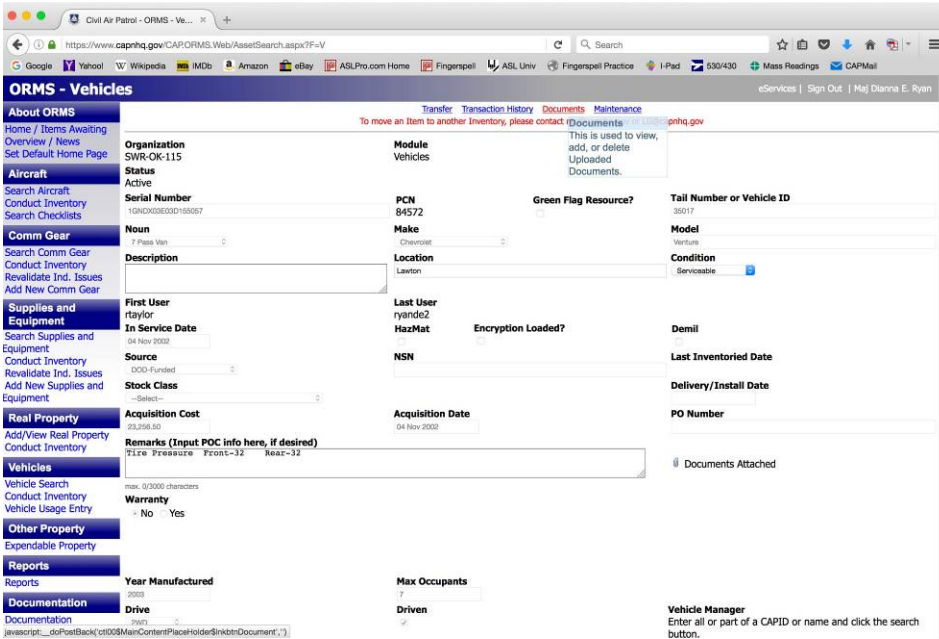 Civil Air Patrol - ORMS - Ve...
https://www.capnhq.gov/CAP.ORMS.Web/AssetSearch.aspx?F=V
Search
Google Yahoo! Wikipedia IMDb Amazon eBay ASLPro.com Home Fingerspell ASL Univ Fingerspell Practice I-Pad 530/430 Mass Readings CAPMail
ORMS - Vehicles
eServices | Sign Out | Maj Dianna E. Ryan
About ORMS
Home / Items Awaiting
Overview / News
Set Default Home Page
Aircraft
Search Aircraft
Conduct Inventory
Search Checklists
Comm Gear
Search Comm Gear
Conduct Inventory
Revalidate Ind. Issues
Add New Comm Gear
Supplies and
Equipment
Search Supplies and
Equipment
Conduct Inventory
Revalidate Ind. Issues
Add New Supplies and
Equipment
Real Property
Add/View Real Property
Conduct Inventory
Vehicles
Vehicle Search
Conduct Inventory
Vehicle Usage Entry
Other Property
Expendable Property
Reports
Reports
Documentation
Documentation
javascript:__doPostBack('ctl00$MainContentPlaceHolder$lnkbtnDocument','')
Transfer Transaction History Documents Maintenance
To move an Item to another Inventory, please contact capnhq.gov
Documents
This is used to view,
add, or delete
Uploaded
Documents.
Organization Module
SWR-OK-115 Vehicles
Status
Active
Serial Number PCN Green Flag Resource? Tail Number or Vehicle ID
1GNDX03E03D155057 84572 35017
Noun Make Model
7 Pass Van Chevrolet Venture
Description Location Condition
Lawton Serviceable
First User Last User
rtaylor ryande2
In Service Date HazMat Encryption Loaded? Demil
04 Nov 2002
Source NSN Last Inventoried Date
DOD-Funded
Stock Class Delivery/Install Date
--Select--
Acquisition Cost Acquisition Date PO Number
23,256.50 04 Nov 2002
Remarks (Input POC info here, if desired)
Tire Pressure Front-32 Rear-32
Documents Attached
max. 0/3000 characters
Warranty
No Yes
Year Manufactured Max Occupants
2003 7
Drive Driven Vehicle Manager
2WD Enter all or part of a CAPID or name and click the search
button.